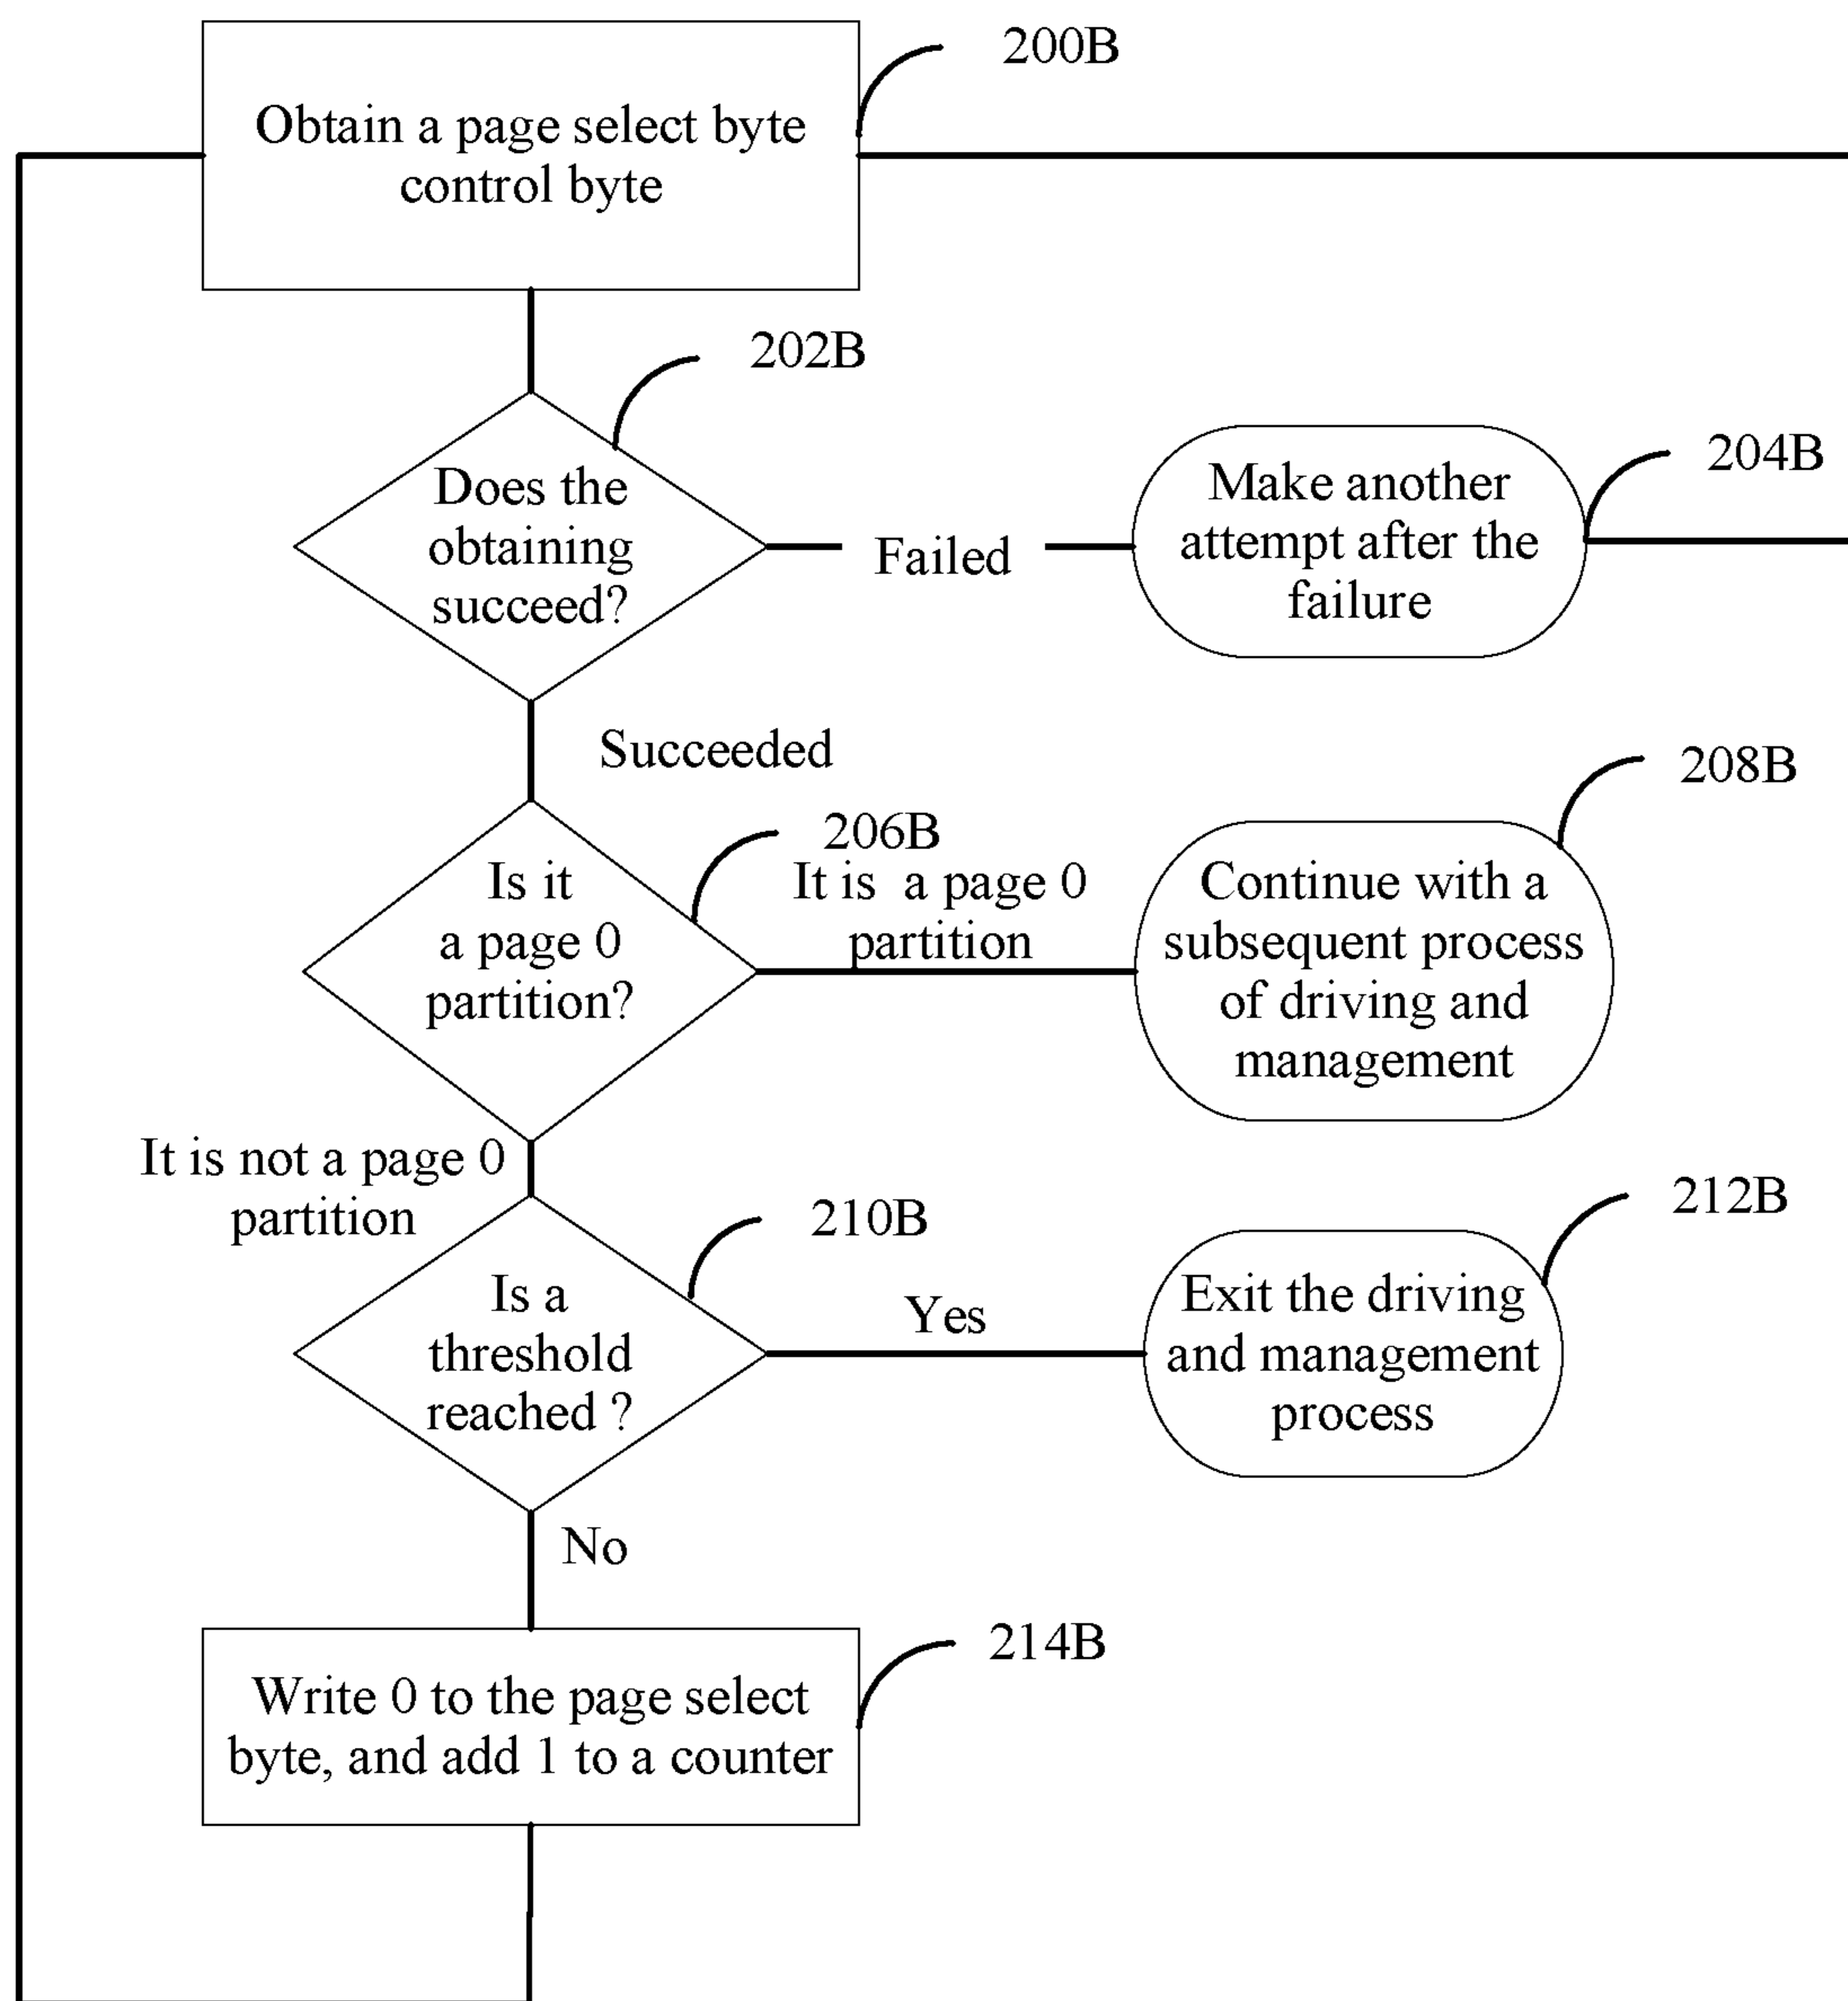 200B
Obtain a page select byte
control byte
202B
Does the
obtaining
succeed?
Failed
204B
Make another
attempt after the
failure
Succeeded
206B
Is it
a page 0
partition?
It is a page 0
partition
208B
Continue with a
subsequent process
of driving and
management
It is not a page 0
partition
210B
Is a
threshold
reached ?
Yes
212B
Exit the driving
and management
process
No
214B
Write 0 to the page select
byte, and add 1 to a counter